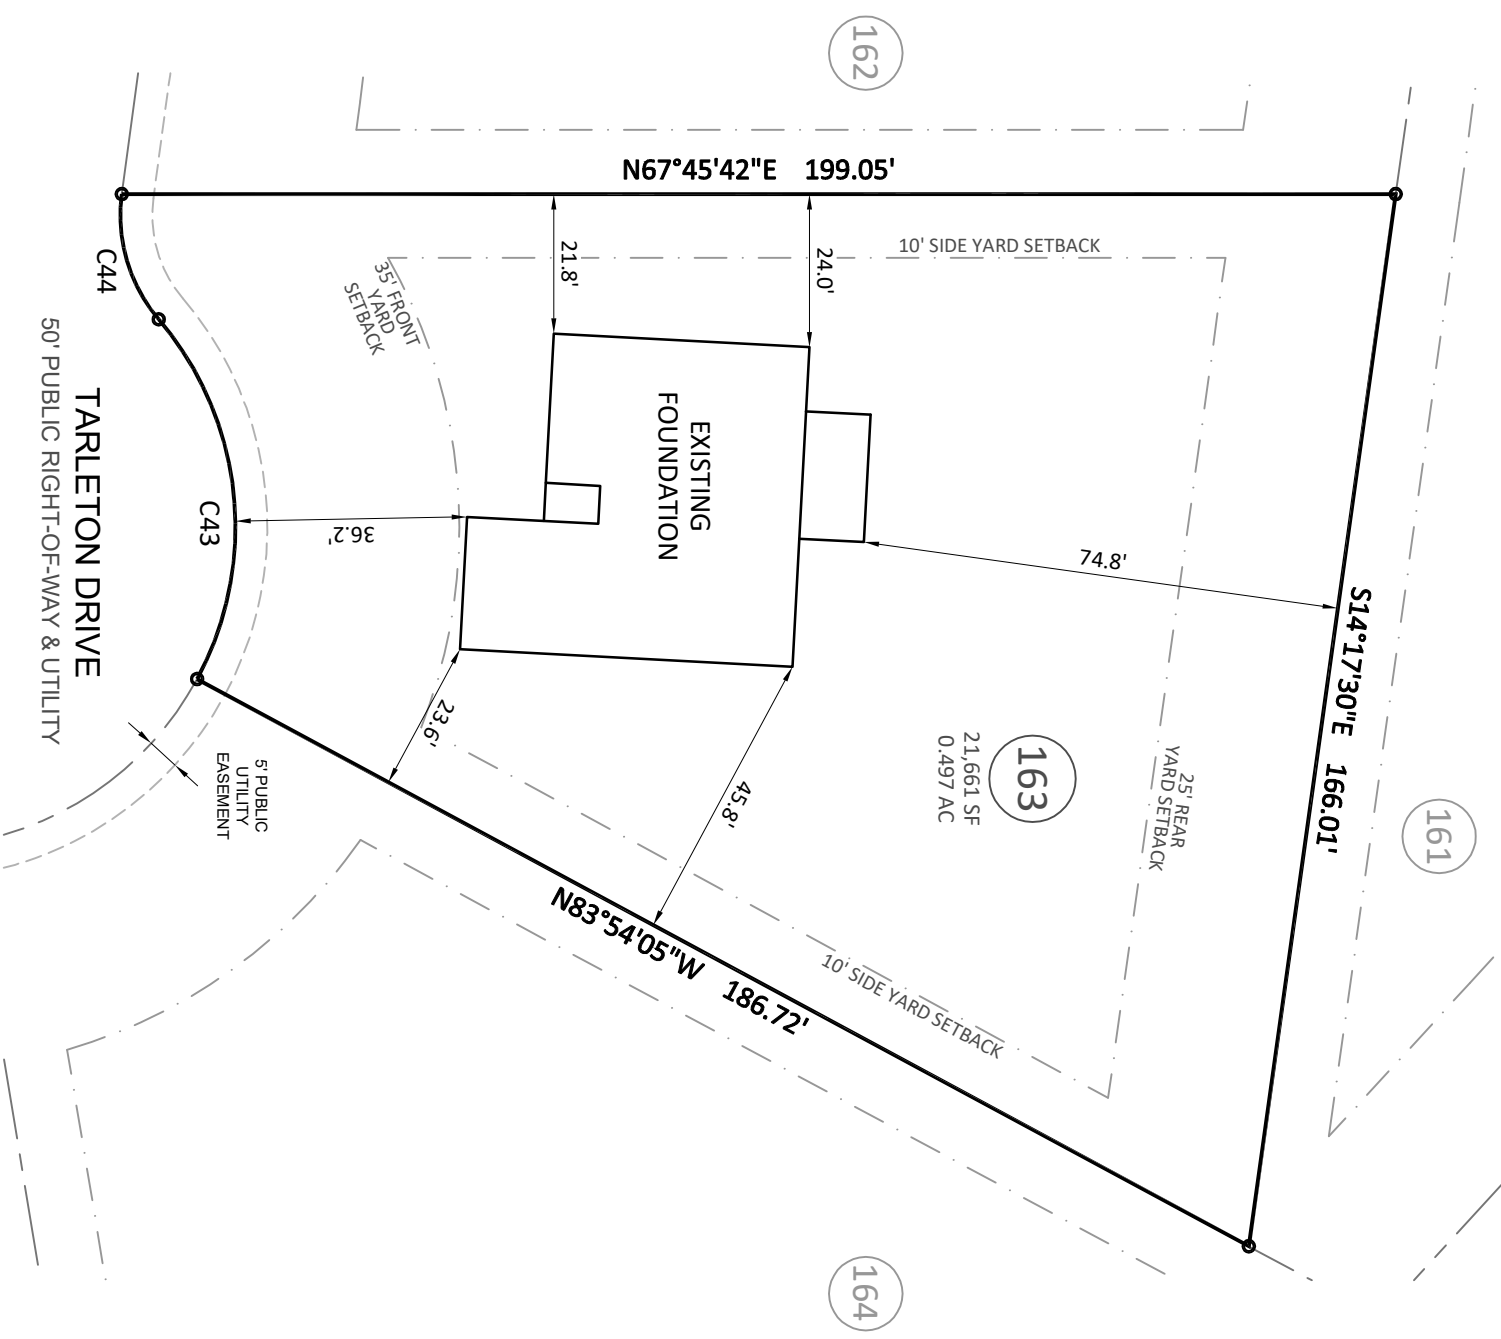 162
N67°45'42"E 199.05'
10' SIDE YARD SETBACK
21.8'
24.0'
C44
35' FRONT
YARD
SETBACK
EXISTING
FOUNDATION
C43
36.2'
74.8'
S14°17'30"E 166.01'
TARLETON DRIVE
50' PUBLIC RIGHT-OF-WAY & UTILITY
23.6'
45.8'
163
21,661 SF
0.497 AC
25' REAR
YARD SETBACK
161
5' PUBLIC
UTILITY
EASEMENT
N83°54'05"W 186.72'
10' SIDE YARD SETBACK
164